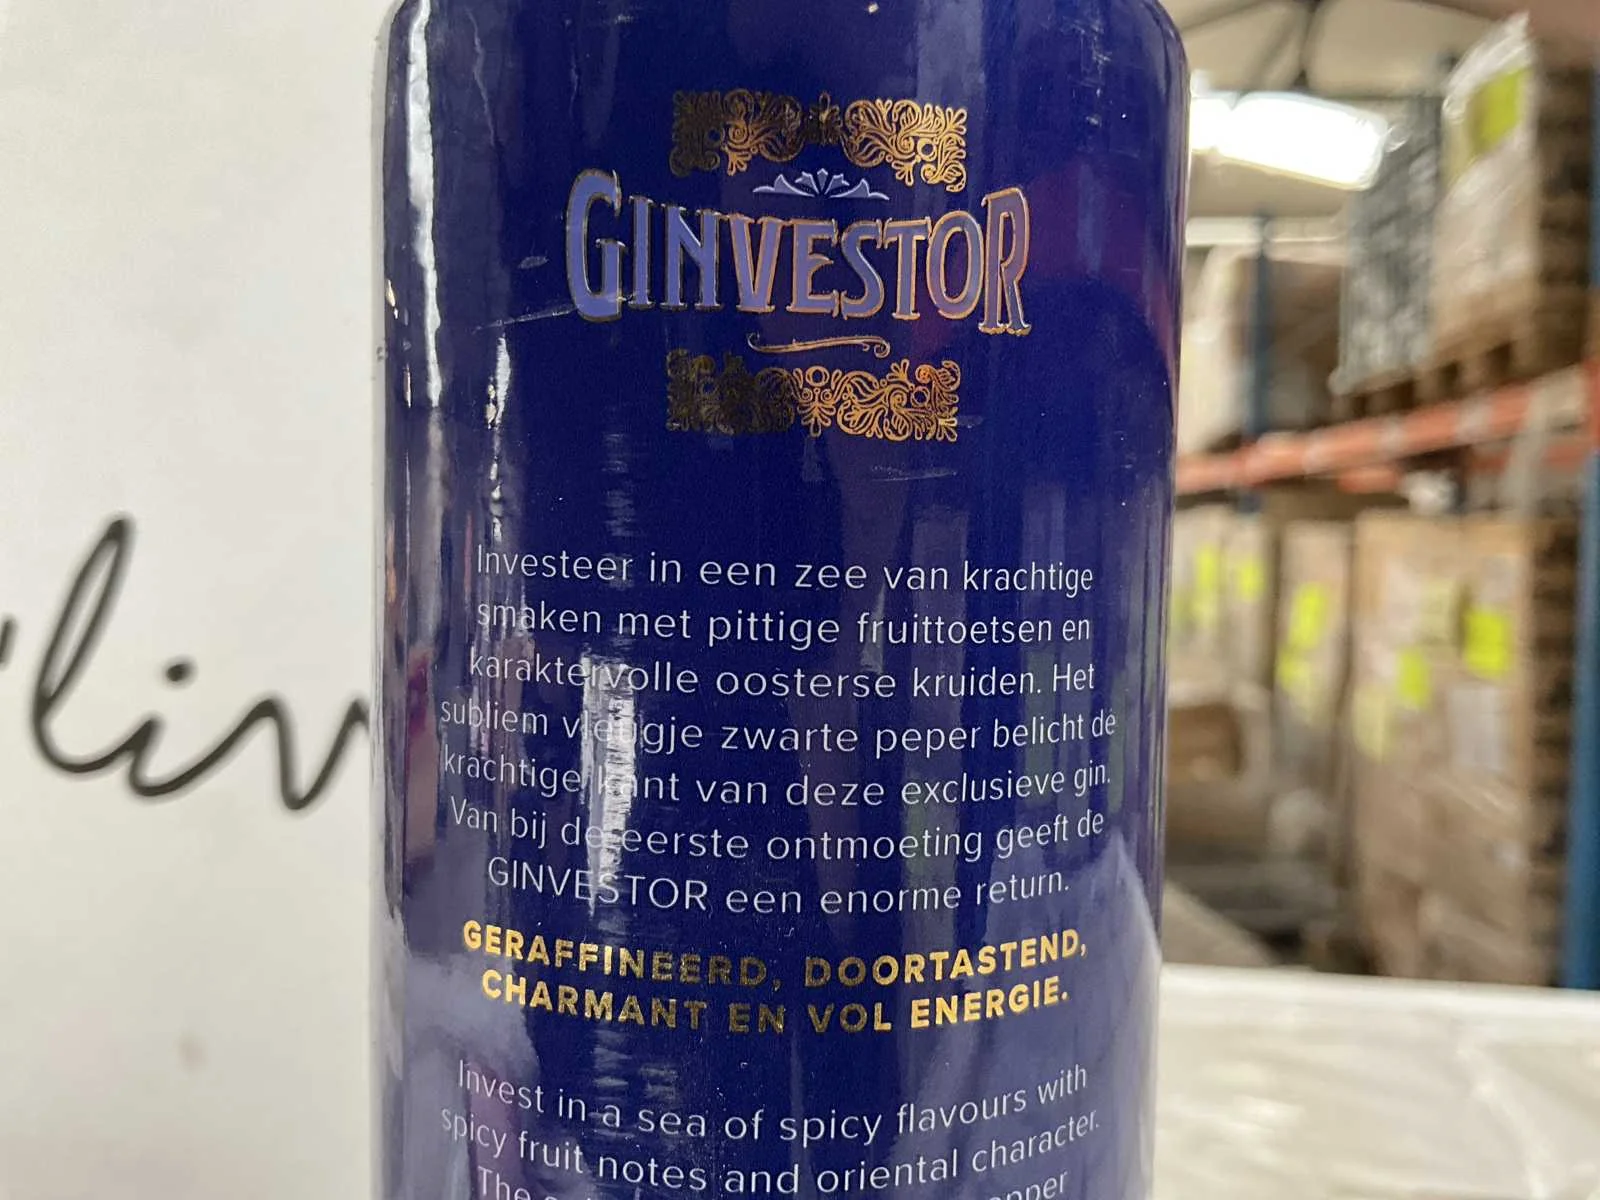 GINVESTOR
Investeer in een zee van krachtige
smaken met pittige fruittoetsen en
karaktervolle oosterse kruiden. Het
subliem vleugje zwarte peper belicht de
krachtige kant van deze exclusieve gin.
Van bij de eerste ontmoeting geeft de
GINVESTOR een enorme return.
GERAFFINEERD, DOORTASTEND,
CHARMANT EN VOL ENERGIE.
Invest in a sea of spicy flavours with
spicy fruit notes and oriental character.
The